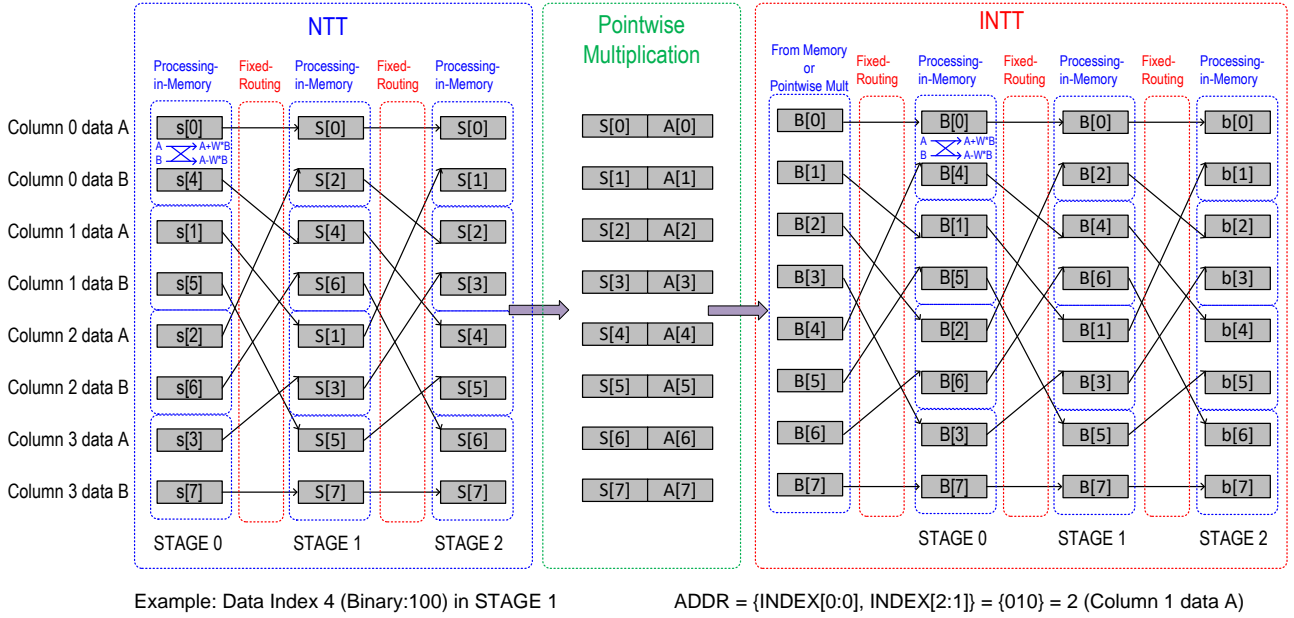 NTT
Pointwise
Multiplication
INTT
Processing-
in-Memory
Fixed-
Routing
Processing-
in-Memory
Fixed-
Routing
Processing-
in-Memory
From Memory
or
Pointwise Mult
Fixed-
Routing
Processing-
in-Memory
Fixed-
Routing
Processing-
in-Memory
Fixed-
Routing
Processing-
in-Memory
Column 0 data A s[0] S[0] S[0] S[0] A[0] B[0] B[0] B[0] b[0]
A A+W*B A A+W*B
B A-W*B B A-W*B
Column 0 data B s[4] S[2] S[1] S[1] A[1] B[1] B[4] B[2] b[1]
Column 1 data A s[1] S[4] S[2] S[2] A[2] B[2] B[1] B[4] b[2]
Column 1 data B s[5] S[6] S[3] S[3] A[3] B[3] B[5] B[6] b[3]
Column 2 data A s[2] S[1] S[4] S[4] A[4] B[4] B[2] B[1] b[4]
Column 2 data B s[6] S[3] S[5] S[5] A[5] B[5] B[6] B[3] b[5]
Column 3 data A s[3] S[5] S[6] S[6] A[6] B[6] B[3] B[5] b[6]
Column 3 data B s[7] S[7] S[7] S[7] A[7] B[7] B[7] B[7] b[7]
STAGE 0 STAGE 1 STAGE 2 STAGE 0 STAGE 1 STAGE 2
Example: Data Index 4 (Binary:100) in STAGE 1 ADDR = {INDEX[0:0], INDEX[2:1]} = {010} = 2 (Column 1 data A)